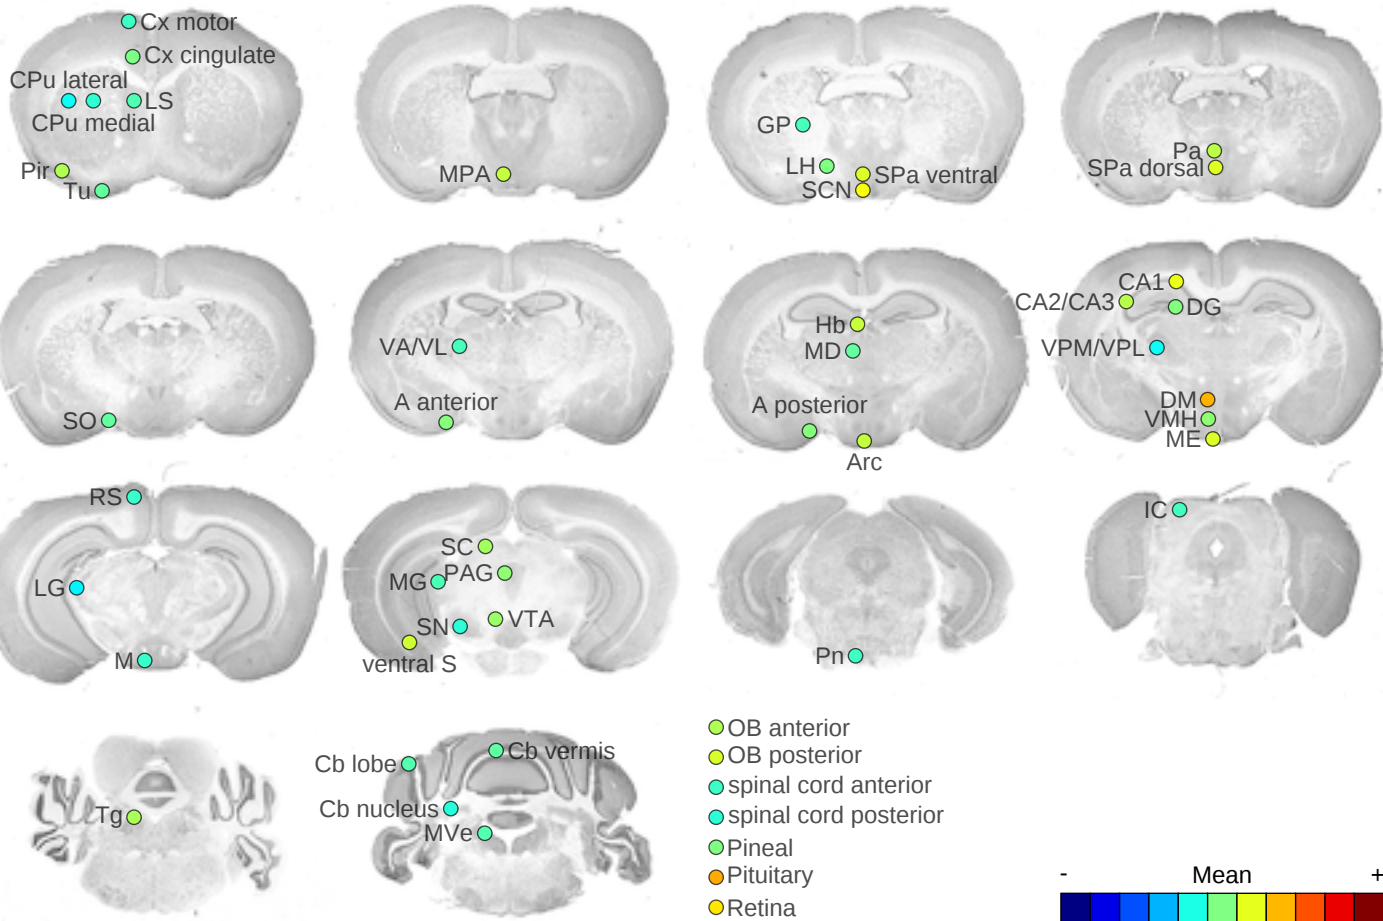 Cx motor
Cx cingulate
CPu lateral
LS
CPu medial
Pir
Tu
MPA
GP
LH
SPa ventral
SCN
Pa
SPa dorsal
SO
VA/VL
A anterior
Hb
MD
A posterior
Arc
CA1
CA2/CA3
DG
VPM/VPL
DM
VMH
ME
RS
LG
M
SC
MG
PAG
SN
VTA
ventral S
Pn
IC
Tg
Cb lobe
Cb vermis
Cb nucleus
MVe
OB anterior
OB posterior
spinal cord anterior
spinal cord posterior
Pineal
Pituitary
Retina
- Mean +